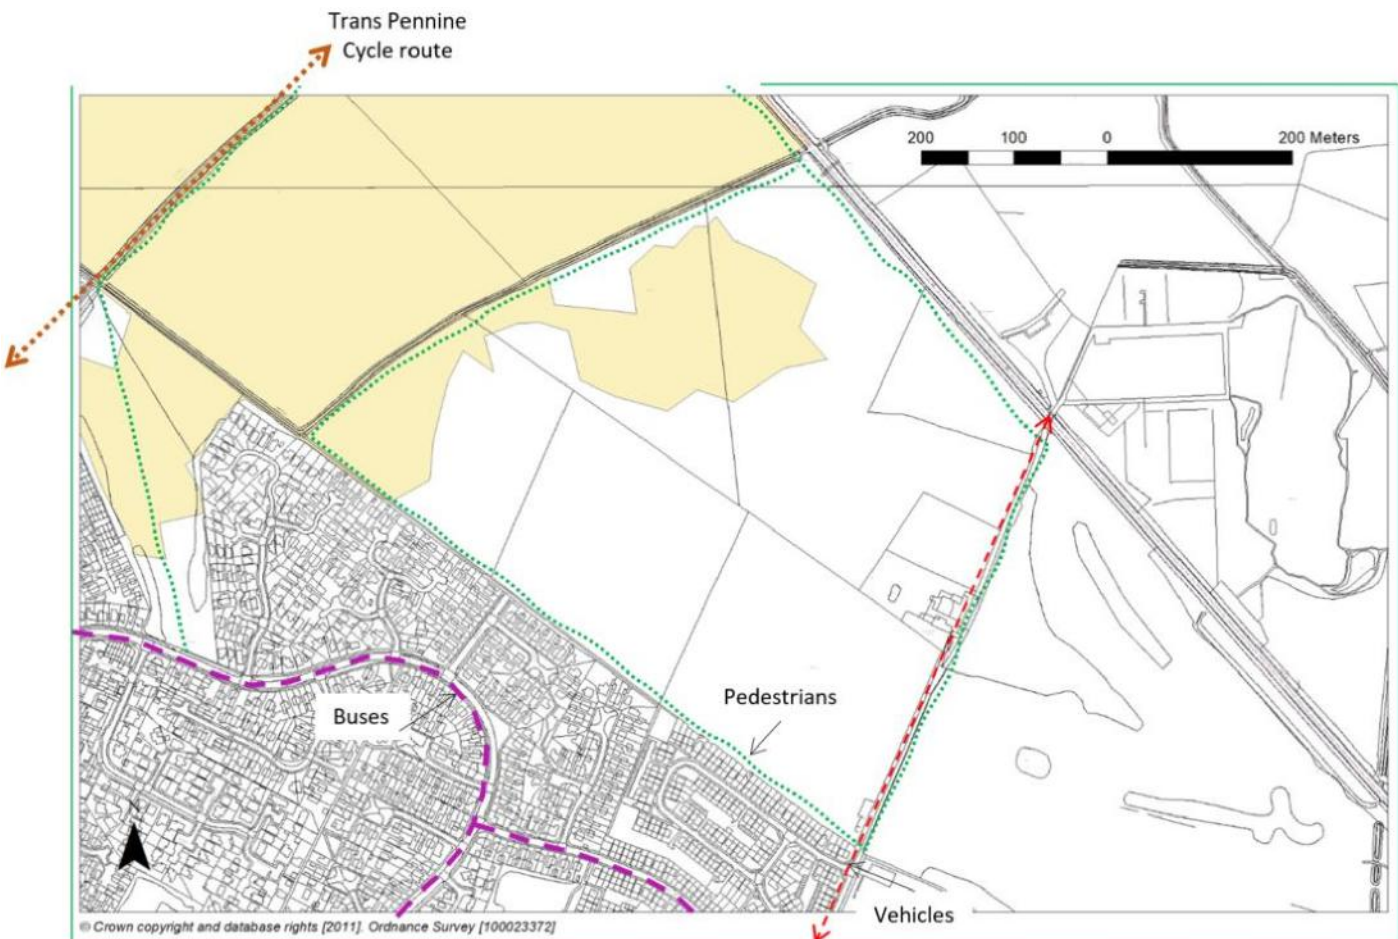 Trans Pennine
Cycle route
200 100 0 200 Meters
Pedestrians
Buses
Vehicles
© Crown copyright and database rights [2011]. Ordnance Survey [100023372]